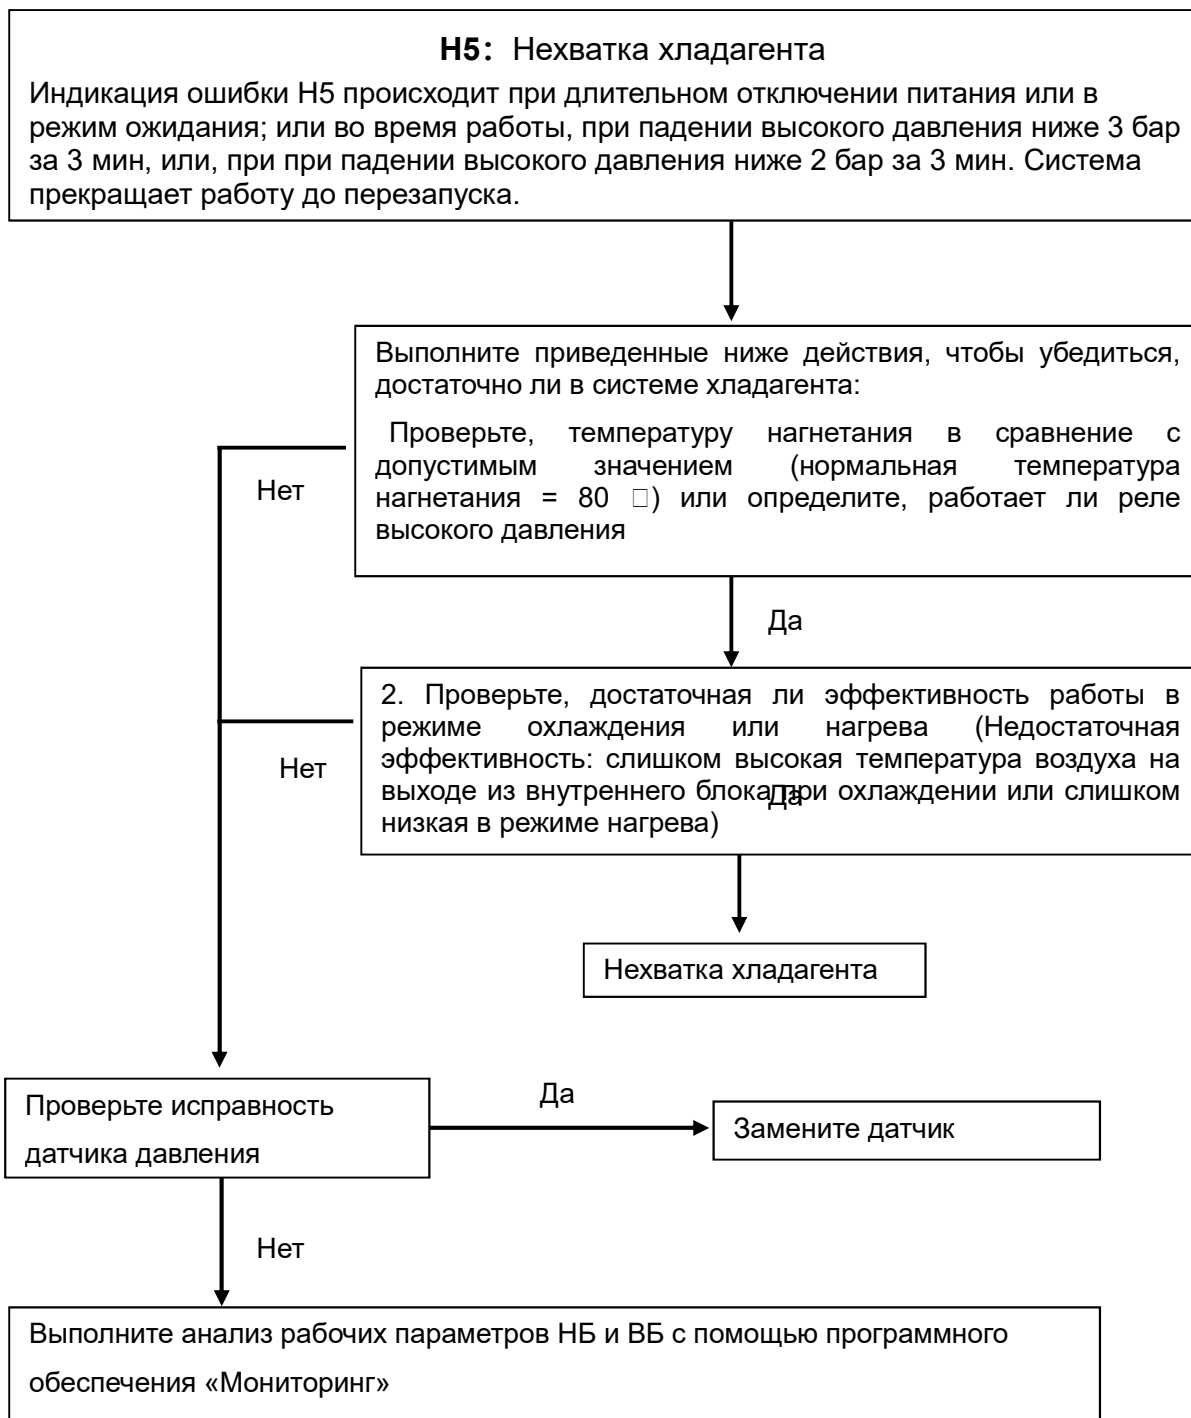 H5: Нехватка хладагента
Индикация ошибки H5 происходит при длительном отключении питания или в
режим ожидания; или во время работы, при падении высокого давления ниже 3 бар
за 3 мин, или, при при падении высокого давления ниже 2 бар за 3 мин. Система
прекращает работу до перезапуска.
Выполните приведенные ниже действия, чтобы убедиться,
достаточно ли в системе хладагента:
Проверьте, температуру нагнетания в сравнение с
допустимым значением (нормальная температура
нагнетания = 80 □) или определите, работает ли реле
высокого давления
Нет
Да
2. Проверьте, достаточная ли эффективность работы в
режиме охлаждения или нагрева (Недостаточная
эффективность: слишком высокая температура воздуха на
выходе из внутреннего блока при охлаждении или слишком
низкая в режиме нагрева)
Нет
Да
Нехватка хладагента
Проверьте исправность
датчика давления
Да
Замените датчик
Нет
Выполните анализ рабочих параметров НБ и ВБ с помощью программного
обеспечения «Мониторинг»